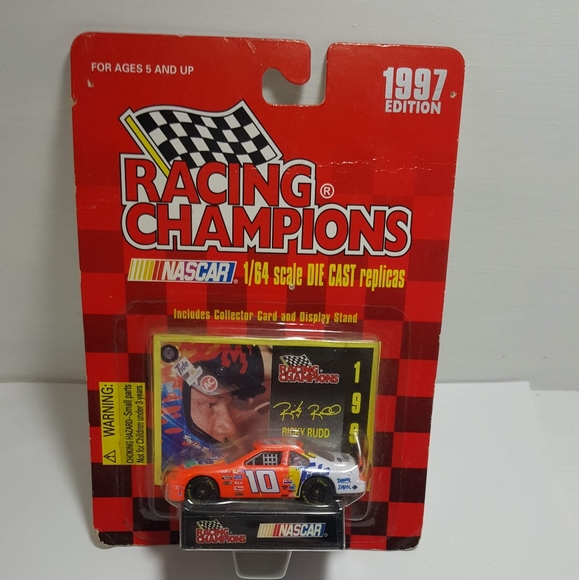 FOR AGES 5 AND UP
1997
EDITION
RACING®
CHAMPIONS
NASCAR. 1/64 scale DIE CAST replicas
Includes Collector Card and Display Stand
WARNING:
CHOKING HAZARD-Small parts
Not for Children under 3 years
Tide
RACING
CHAMPIONS
1
9
9
RICKY RUDD
10
RACING
CHAMPIONS
NASCAR